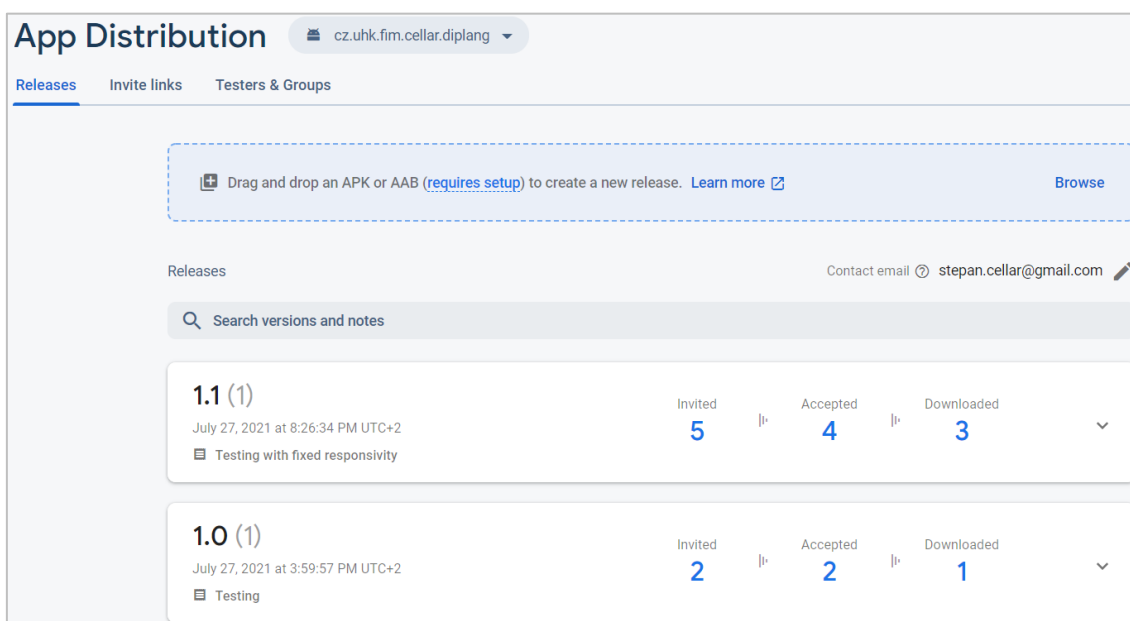 App Distribution cz.uhk.fim.cellar.diplang
Releases Invite links Testers & Groups
Drag and drop an APK or AAB (requires setup) to create a new release. Learn more Browse
Releases Contact email stepan.cellar@gmail.com
Search versions and notes
1.1 (1)
Invited Accepted Downloaded
July 27, 2021 at 8:26:34 PM UTC+2 5 4 3
Testing with fixed responsivity
1.0 (1)
Invited Accepted Downloaded
July 27, 2021 at 3:59:57 PM UTC+2 2 2 1
Testing